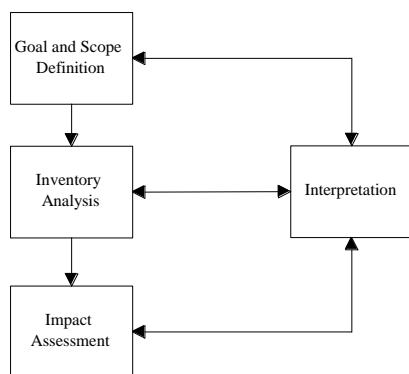 Goal and Scope
Definition
Inventory
Analysis
Interpretation
Impact
Assessment